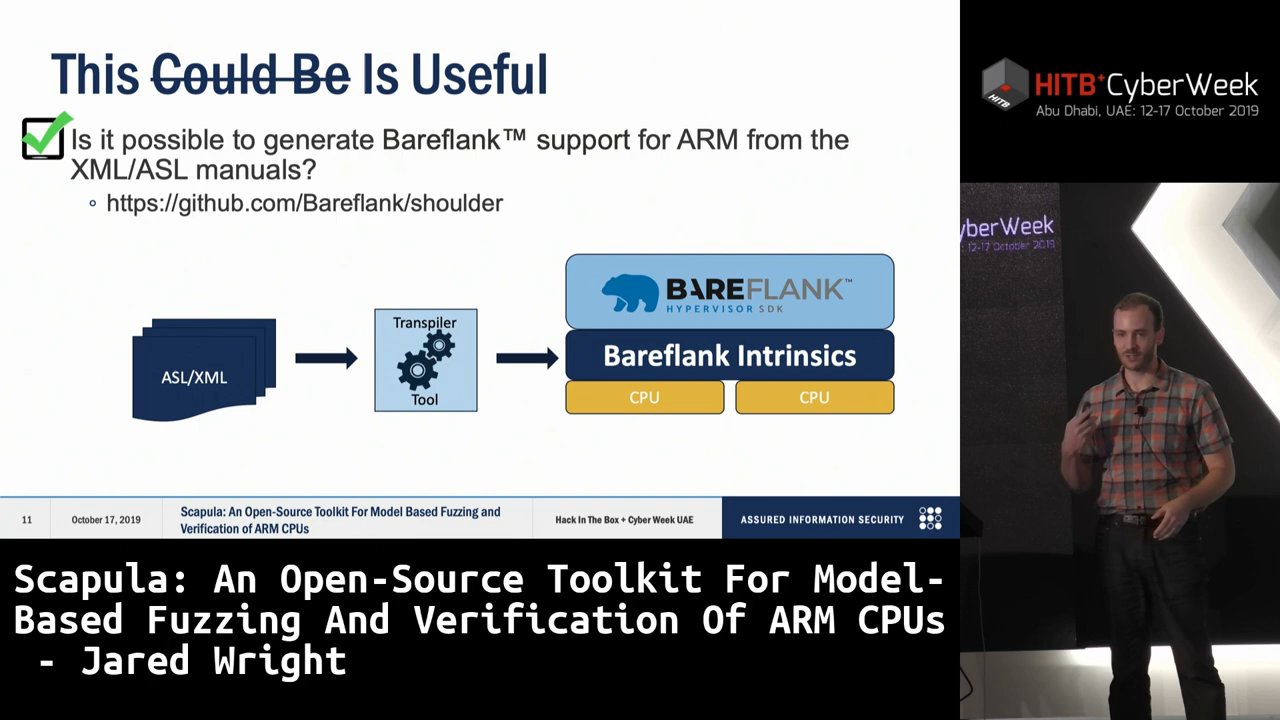 This Could Be Is Useful
Is it possible to generate Bareflank™ support for ARM from the
XML/ASL manuals?
https://github.com/Bareflank/shoulder
ASL/XML
Transpiler
Tool
BAREFLANK™
HYPERVISOR SDK
Bareflank Intrinsics
CPU
CPU
11
October 17, 2019
Scapula: An Open-Source Toolkit For Model Based Fuzzing and
Verification of ARM CPUs
Hack In The Box + Cyber Week UAE
ASSURED INFORMATION SECURITY
HITB
HITB+CyberWeek
Abu Dhabi, UAE: 12-17 October 2019
yberWeek
12-17 October 2019
Scapula: An Open-Source Toolkit For Model-
Based Fuzzing And Verification Of ARM CPUs
- Jared Wright